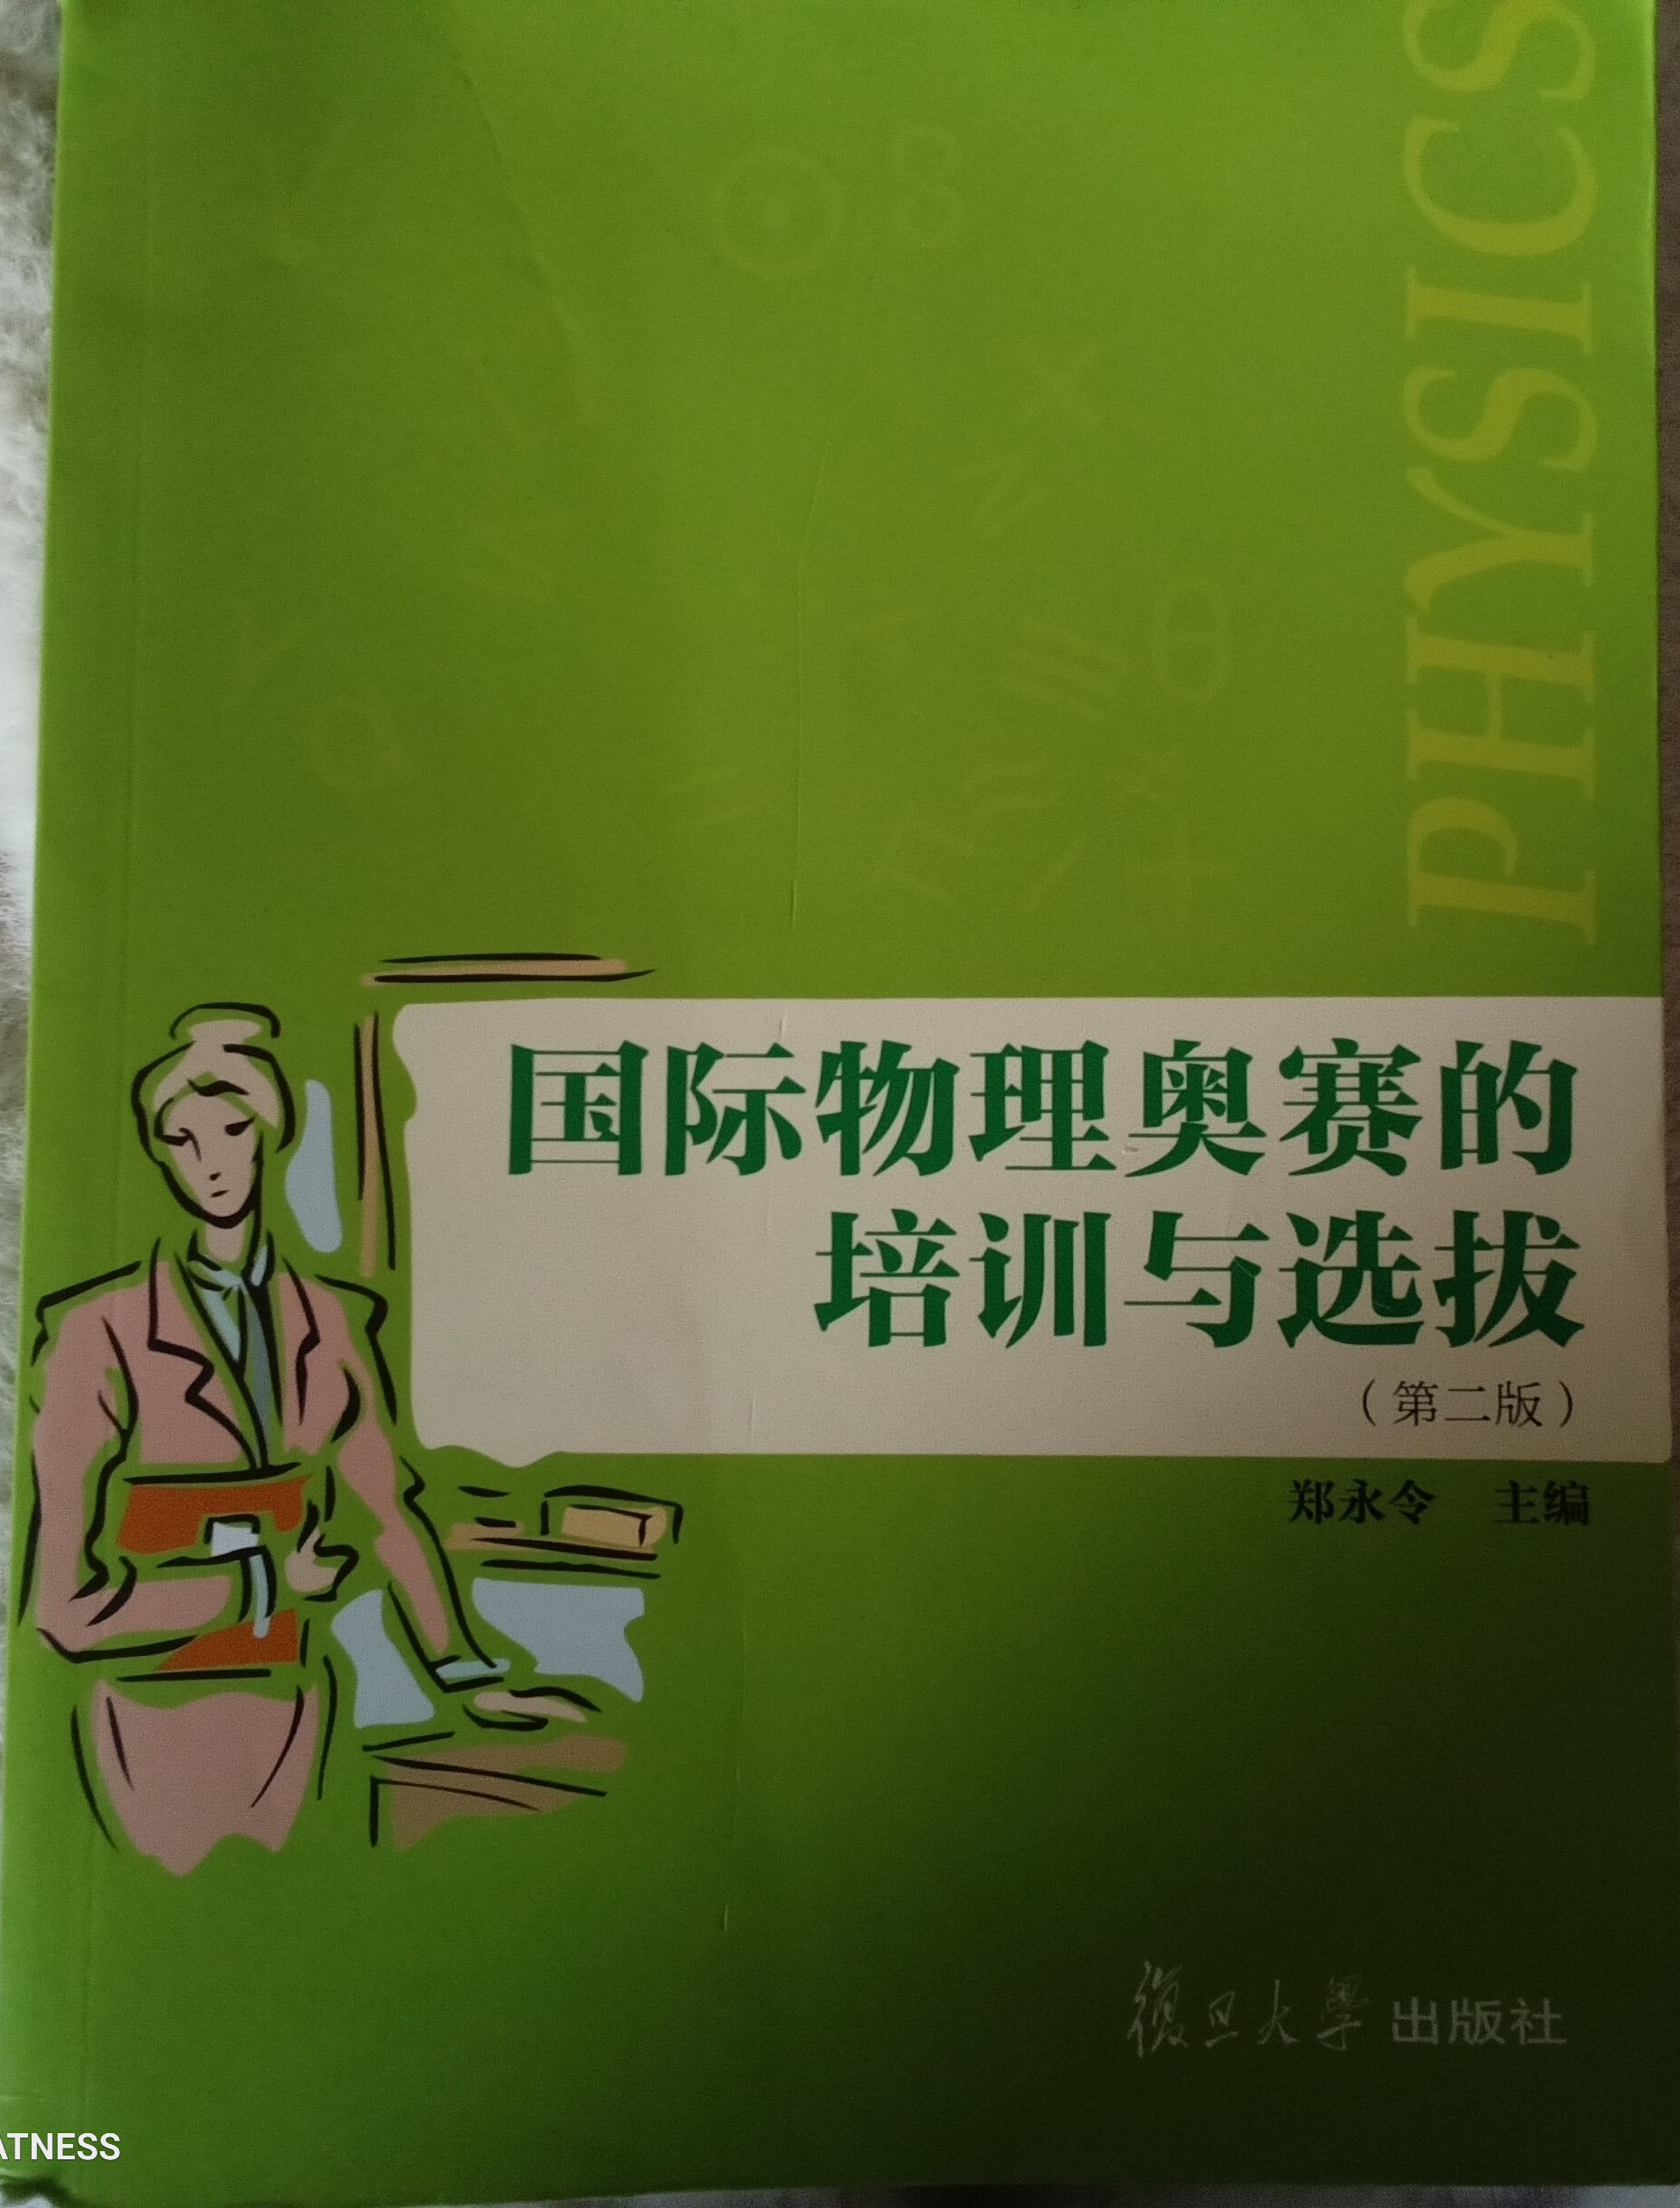 PHYSICS
国际物理奥赛的
培训与选拔
（第二版）
郑永令 主编
復旦大學出版社
ATNESS